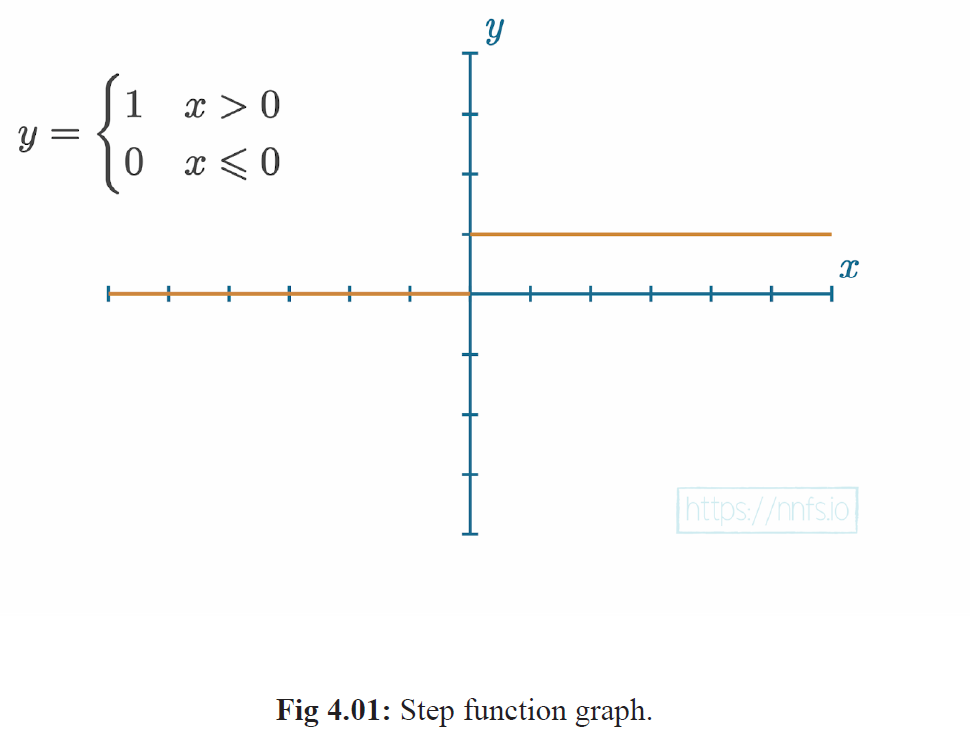 y
y = { 1 x > 0
0 x ⩽ 0
x
https://nnfs.io
Fig 4.01: Step function graph.